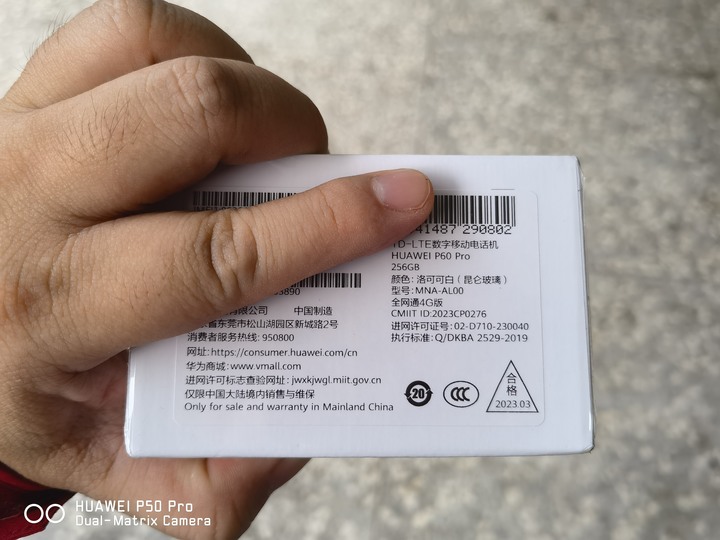 41487 290802
TD-LTE数字移动电话机
HUAWEI P60 Pro
256GB
颜色: 洛可可白（昆仑玻璃）
型号: MNA-AL00
全网通4G版
CMIIT ID:2023CP0276
进网许可证号: 02-D710-230040
执行标准: Q/DKBA 2529-2019
5890
有限公司 中国制造
省东莞市松山湖园区新城路2号
消费者服务热线: 950800
网址: https://consumer.huawei.com/cn
华为商城: www.vmall.com
进网许可标志查验网址: jwxkjwgl.miit.gov.cn
仅限中国大陆境内销售与维保
Only for sale and warranty in Mainland China
20
CCC
合格
2023.03
HUAWEI P50 Pro
Dual-Matrix Camera